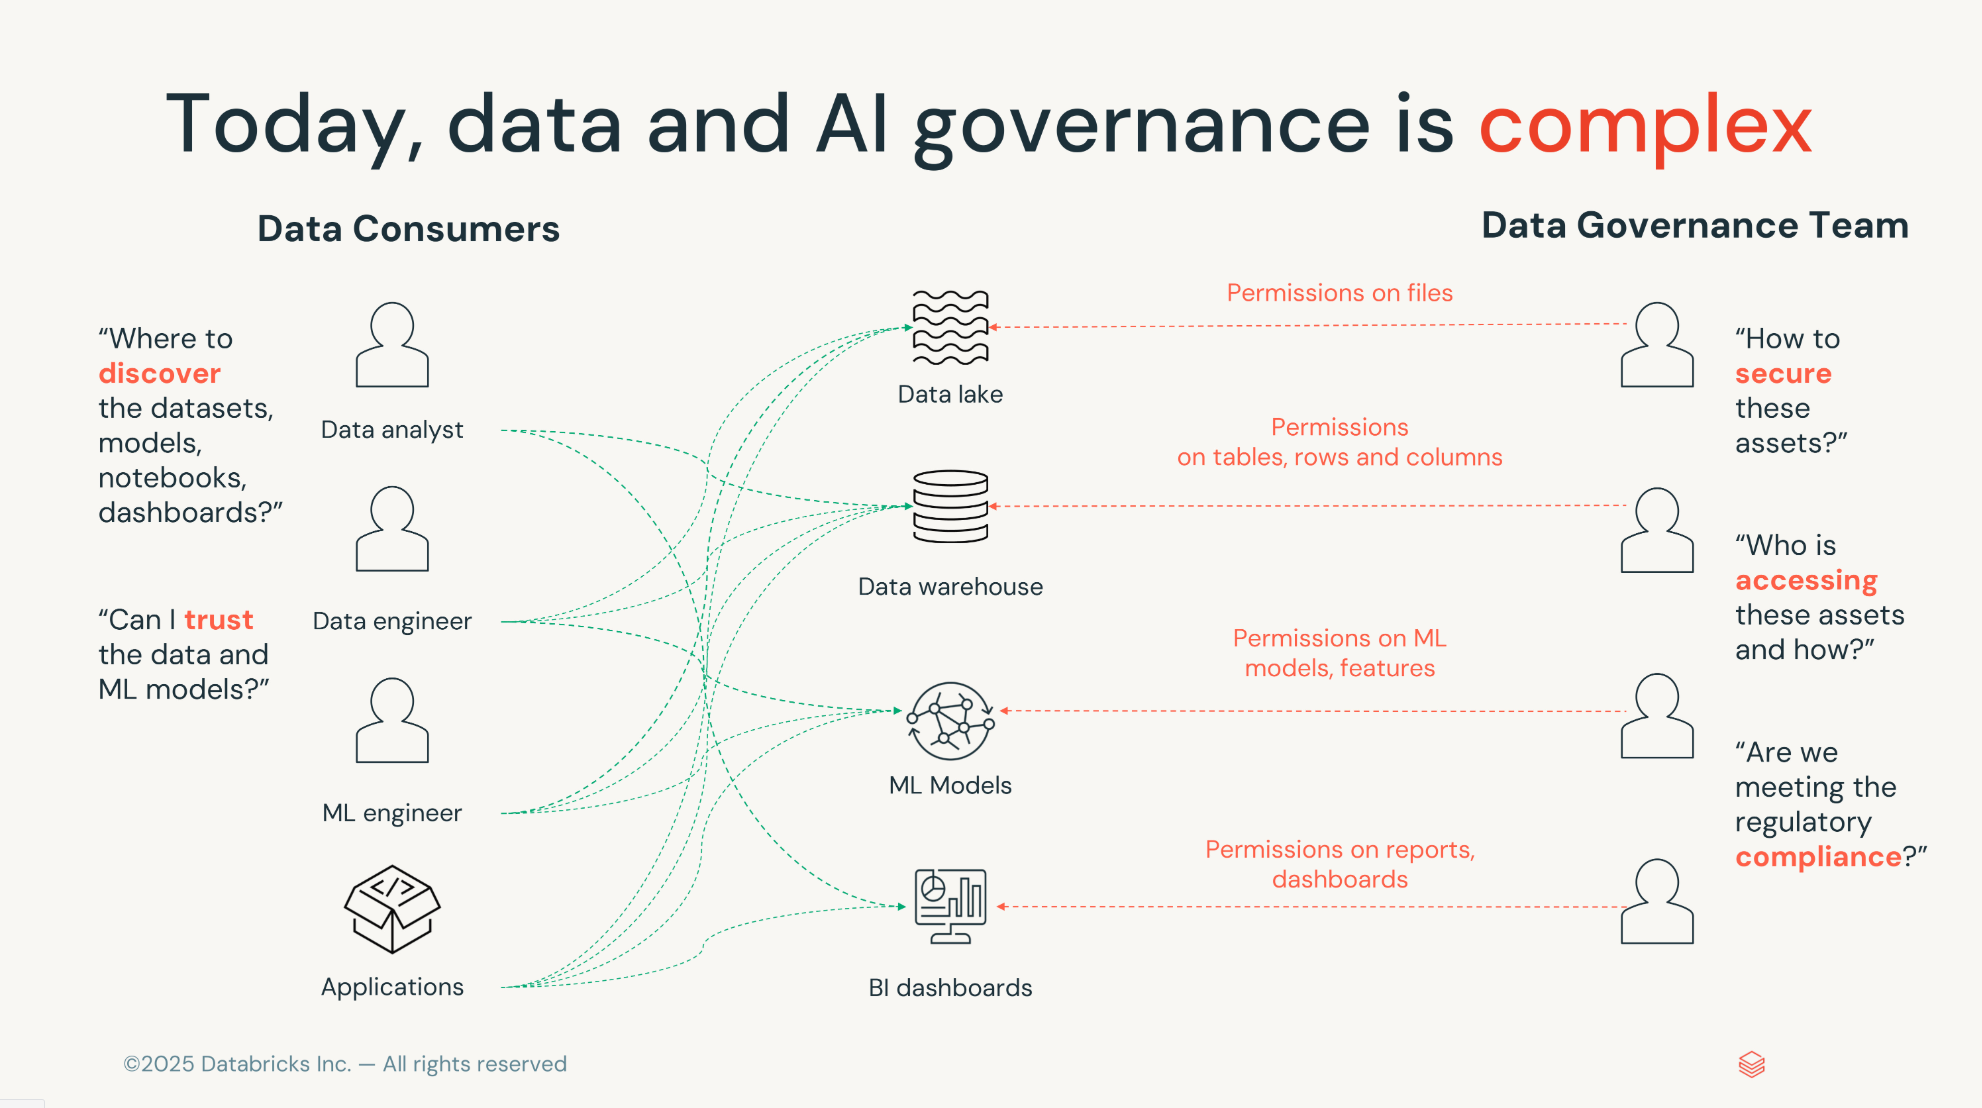 Today, data and AI governance is complex
Data Consumers
Data Governance Team
“Where to
discover
the datasets,
models,
notebooks,
dashboards?”
“Can I trust
the data and
ML models?”
Data analyst
Data engineer
ML engineer
Applications
Data lake
Data warehouse
ML Models
BI dashboards
Permissions on files
Permissions
on tables, rows and columns
Permissions on ML
models, features
Permissions on reports,
dashboards
“How to
secure
these
assets?”
“Who is
accessing
these assets
and how?”
“Are we
meeting the
regulatory
compliance?”
©2025 Databricks Inc. — All rights reserved